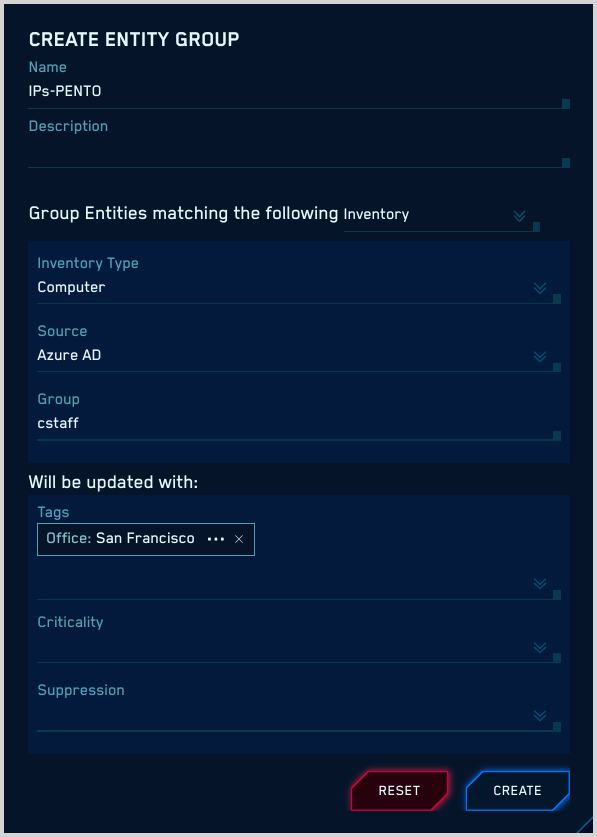 CREATE ENTITY GROUP
Name
IPs-PENTO
Description
Group Entities matching the following Inventory
Inventory Type
Computer
Source
Azure AD
Group
cstaff
Will be updated with:
Tags
Office: San Francisco ••• ×
Criticality
Suppression
RESET CREATE